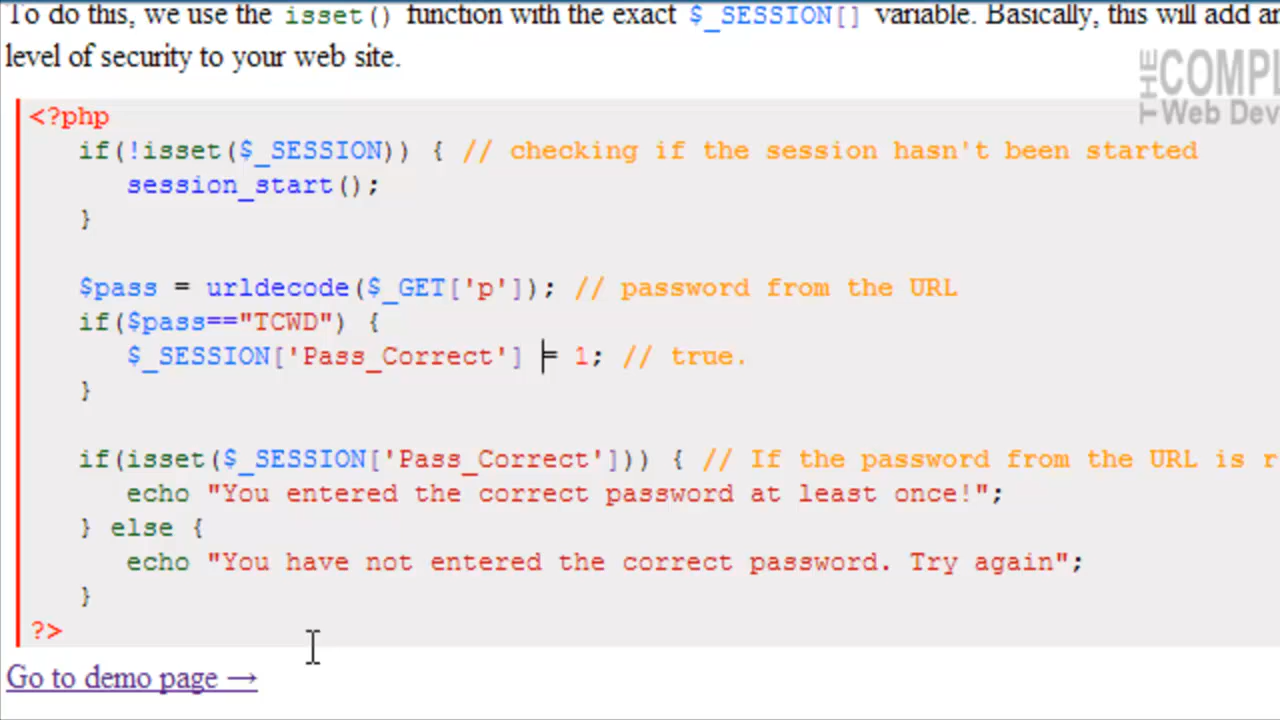 To do this, we use the isset() function with the exact $_SESSION[] variable. Basically, this will add an
level of security to your web site.
THE COMPL
Web Dev
<?php
if(!isset($_SESSION)) { // checking if the session hasn't been started
session_start();
}
$pass = urldecode($_GET['p']); // password from the URL
if($pass=="TCWD") {
$_SESSION['Pass_Correct'] = 1; // true.
}
if(isset($_SESSION['Pass_Correct'])) { // If the password from the URL is r
echo "You entered the correct password at least once!";
} else {
echo "You have not entered the correct password. Try again";
}
?>
Go to demo page →